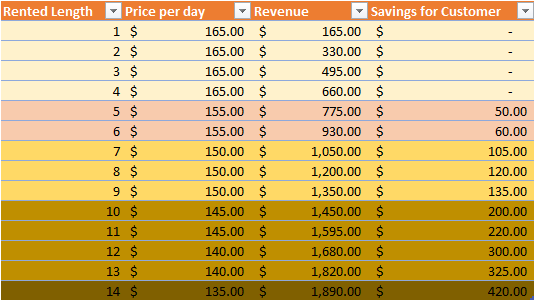 Rented Length Price per day Revenue Savings for Customer
1 $ 165.00 $ 165.00 $ -
2 $ 165.00 $ 330.00 $ -
3 $ 165.00 $ 495.00 $ -
4 $ 165.00 $ 660.00 $ -
5 $ 155.00 $ 775.00 $ 50.00
6 $ 155.00 $ 930.00 $ 60.00
7 $ 150.00 $ 1,050.00 $ 105.00
8 $ 150.00 $ 1,200.00 $ 120.00
9 $ 150.00 $ 1,350.00 $ 135.00
10 $ 145.00 $ 1,450.00 $ 200.00
11 $ 145.00 $ 1,595.00 $ 220.00
12 $ 140.00 $ 1,680.00 $ 300.00
13 $ 140.00 $ 1,820.00 $ 325.00
14 $ 135.00 $ 1,890.00 $ 420.00